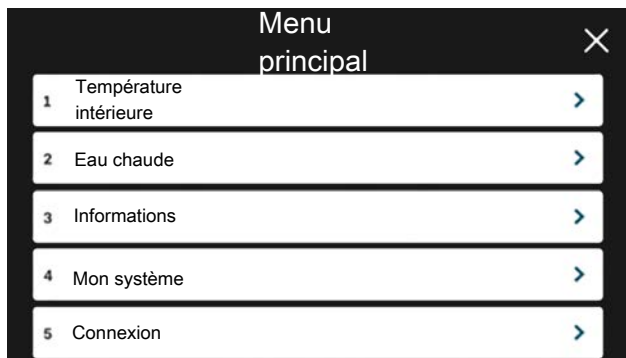 Menu
principal
1 Température
intérieure
2 Eau chaude
3 Informations
4 Mon système
5 Connexion